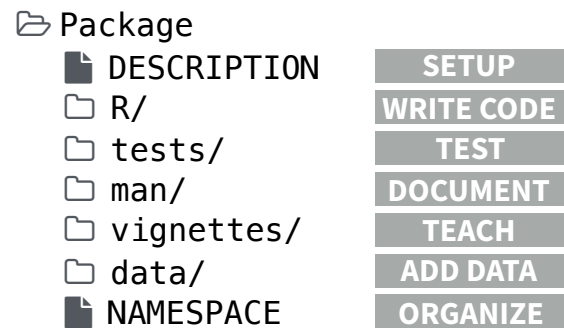 Package
DESCRIPTION SETUP
R/ WRITE CODE
tests/ TEST
man/ DOCUMENT
vignettes/ TEACH
data/ ADD DATA
NAMESPACE ORGANIZE